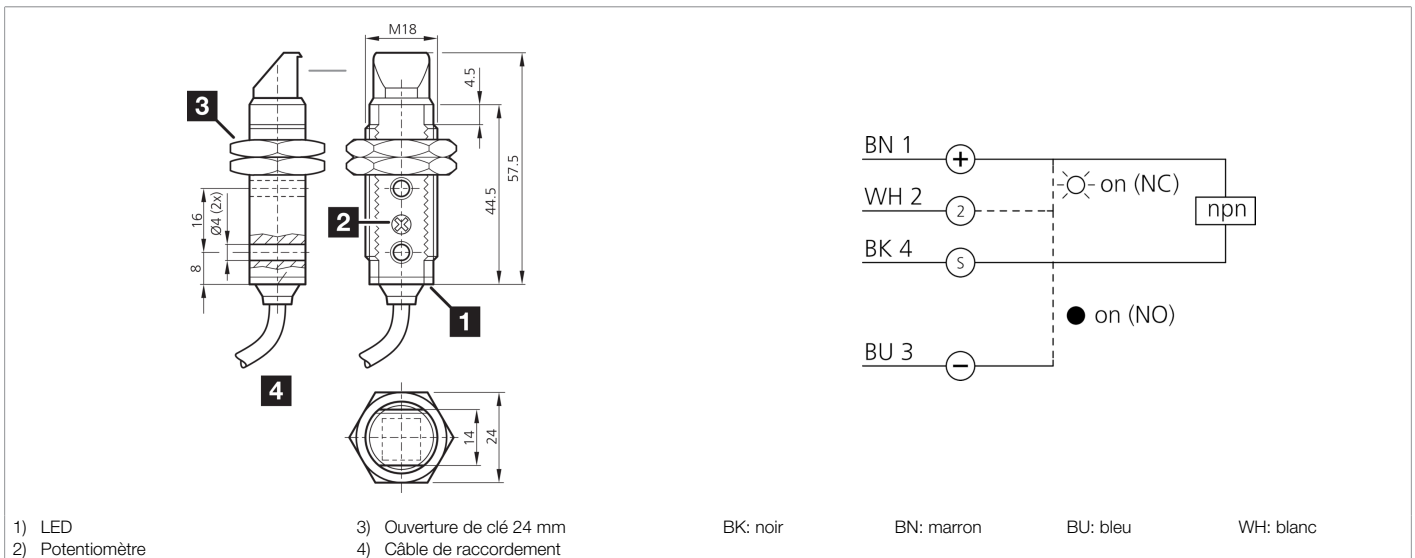 M18
4.5
3
57.5
44.5
16
Ø4 (2x)
2
8
1
4
14
24
BN 1
+
on (NC)
WH 2
2
npn
BK 4
S
on (NO)
BU 3
−
1) LED
2) Potentiomètre
3) Ouverture de clé 24 mm
4) Câble de raccordement
BK: noir
BN: marron
BU: bleu
WH: blanc